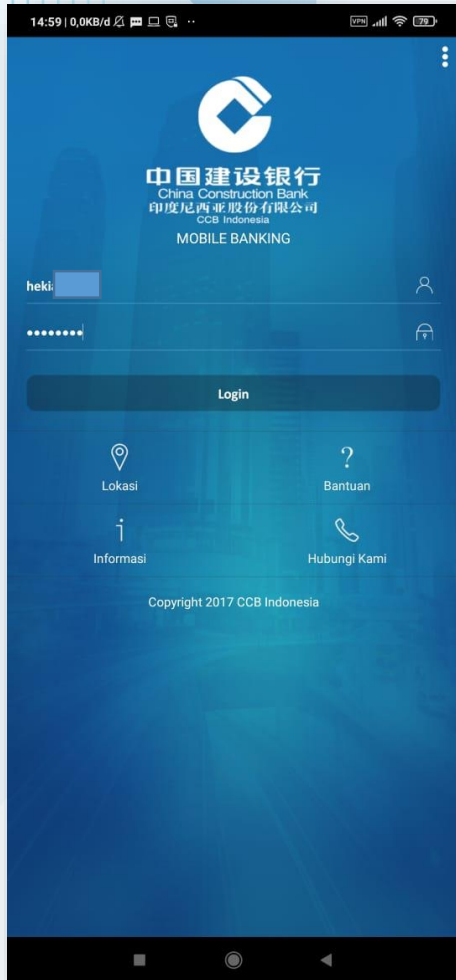 14:59 | 0,0KB/d
VPN
79
中国建设银行
China Construction Bank
印度尼西亚股份有限公司
CCB Indonesia
MOBILE BANKING
heki
Login
Lokasi
?
Bantuan
i
Informasi
Hubungi Kami
Copyright 2017 CCB Indonesia